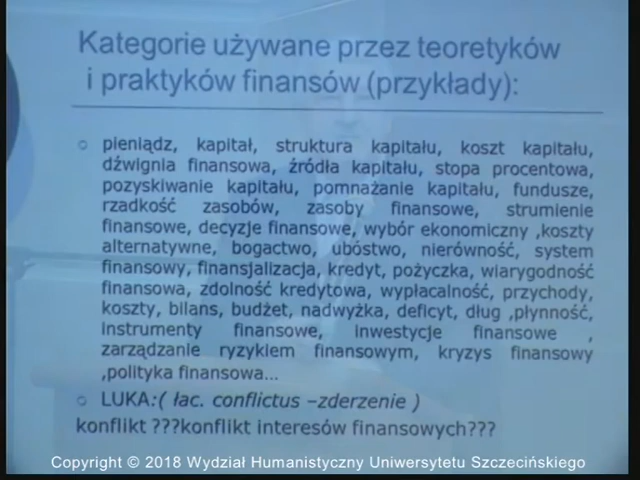 Kategorie używane przez teoretyków
i praktyków finansów (przykłady):
pieniądz, kapitał, struktura kapitału, koszt kapitału,
dźwignia finansowa, źródła kapitału, stopa procentowa,
pozyskiwanie kapitału, pomnażanie kapitału, fundusze,
rzadkość zasobów, zasoby finansowe, strumienie
finansowe, decyzje finansowe, wybór ekonomiczny ,koszty
alternatywne, bogactwo, ubóstwo, nierówność, system
finansowy, finansjalizacja, kredyt, pożyczka, wiarygodność
finansowa, zdolność kredytowa, wypłacalność, przychody,
koszty, bilans, budżet, nadwyżka, deficyt, dług ,płynność,
instrumenty finansowe, inwestycje finansowe ,
zarządzanie ryzykiem finansowym, kryzys finansowy
,polityka finansowa...
LUKA:( łac. conflictus –zderzenie )
konflikt ???konflikt interesów finansowych???
Copyright © 2018 Wydział Humanistyczny Uniwersytetu Szczecińskiego